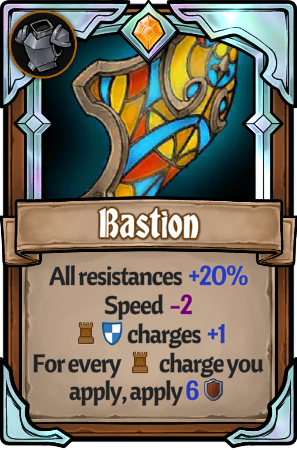 Bastion
All resistances +20%
Speed -2
charges +1
For every charge you
apply, apply 6